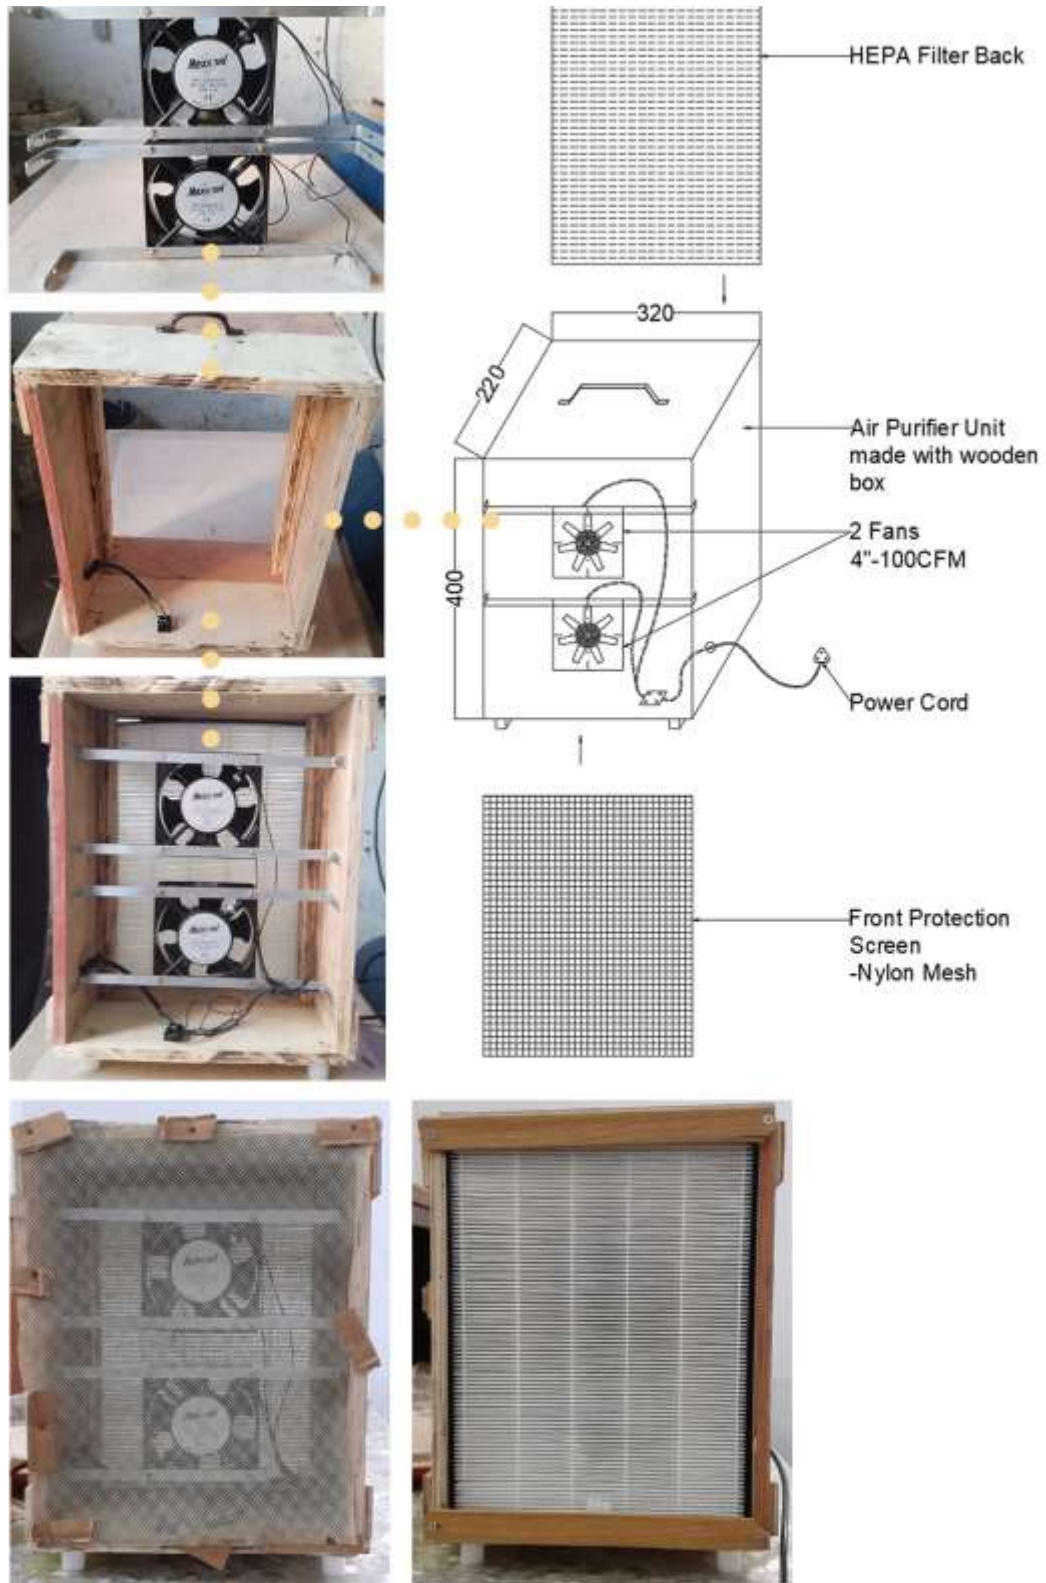 HEPA Filter Back
320
220
Air Purifier Unit
made with wooden
box
2 Fans
4"-100CFM
400
Power Cord
Front Protection
Screen
-Nylon Mesh